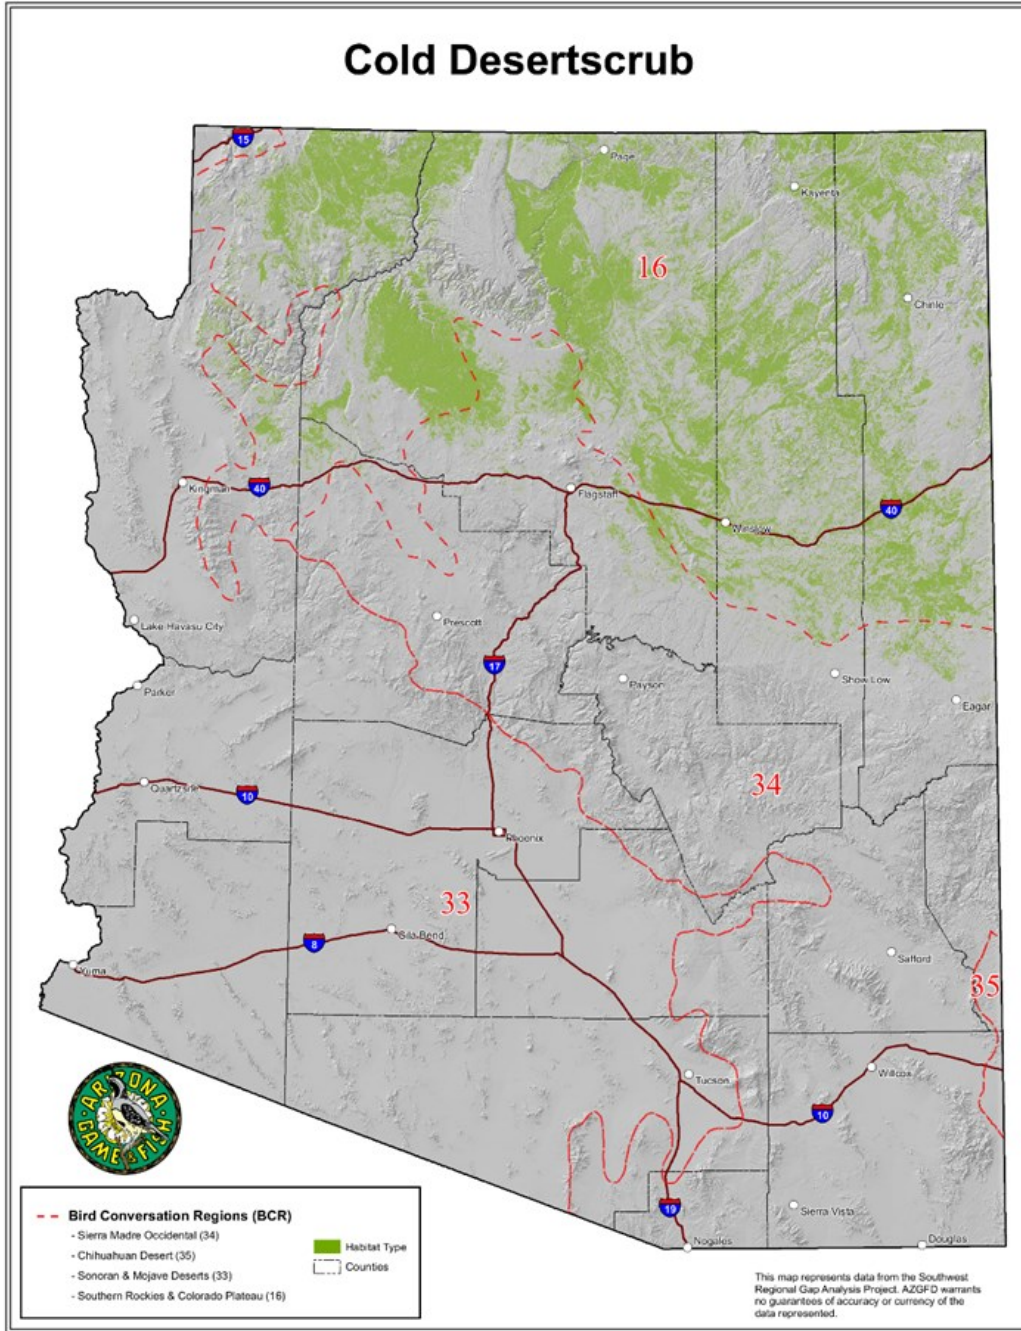 Cold Desertscrub
15
Page
Kayenta
16
Chinle
Kingman
40
Flagstaff
40
Winslow
Lake Havasu City
Prescott
17
Parker
Payson
Show Low
Eagar
Quartzsite
10
34
Phoenix
33
8
Gila Bend
Safford
Yuma
35
Tucson
Willcox
10
ARIZONA
GAME & FISH
19
Sierra Vista
Nogales
Douglas
Bird Conversation Regions (BCR)
- Sierra Madre Occidental (34)
- Chihuahuan Desert (35)
- Sonoran & Mojave Deserts (33)
- Southern Rockies & Colorado Plateau (16)
Habitat Type
Counties
This map represents data from the Southwest
Regional Gap Analysis Project. AZGFD warrants
no guarantees of accuracy or currency of the
data represented.